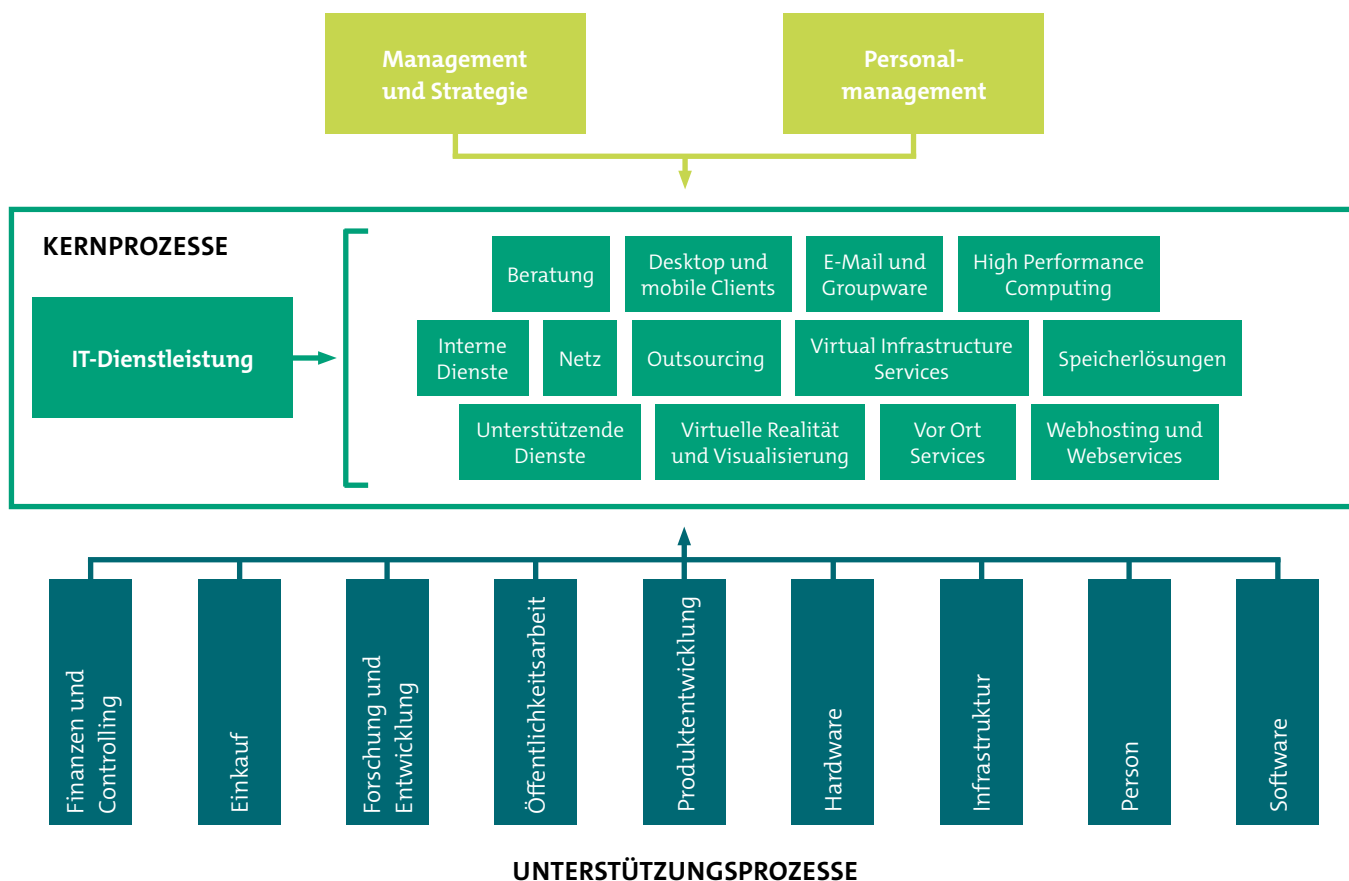 Management
und Strategie
Personal-
management
KERNPROZESSE
IT-Dienstleistung
Beratung
Desktop und
mobile Clients
E-Mail und
Groupware
High Performance
Computing
Interne
Dienste
Netz
Outsourcing
Virtual Infrastructure
Services
Speicherlösungen
Unterstützende
Dienste
Virtuelle Realität
und Visualisierung
Vor Ort
Services
Webhosting und
Webservices
Finanzen und
Controlling
Einkauf
Forschung und
Entwicklung
Öffentlichkeitsarbeit
Produktentwicklung
Hardware
Infrastruktur
Person
Software
UNTERSTÜTZUNGSPROZESSE